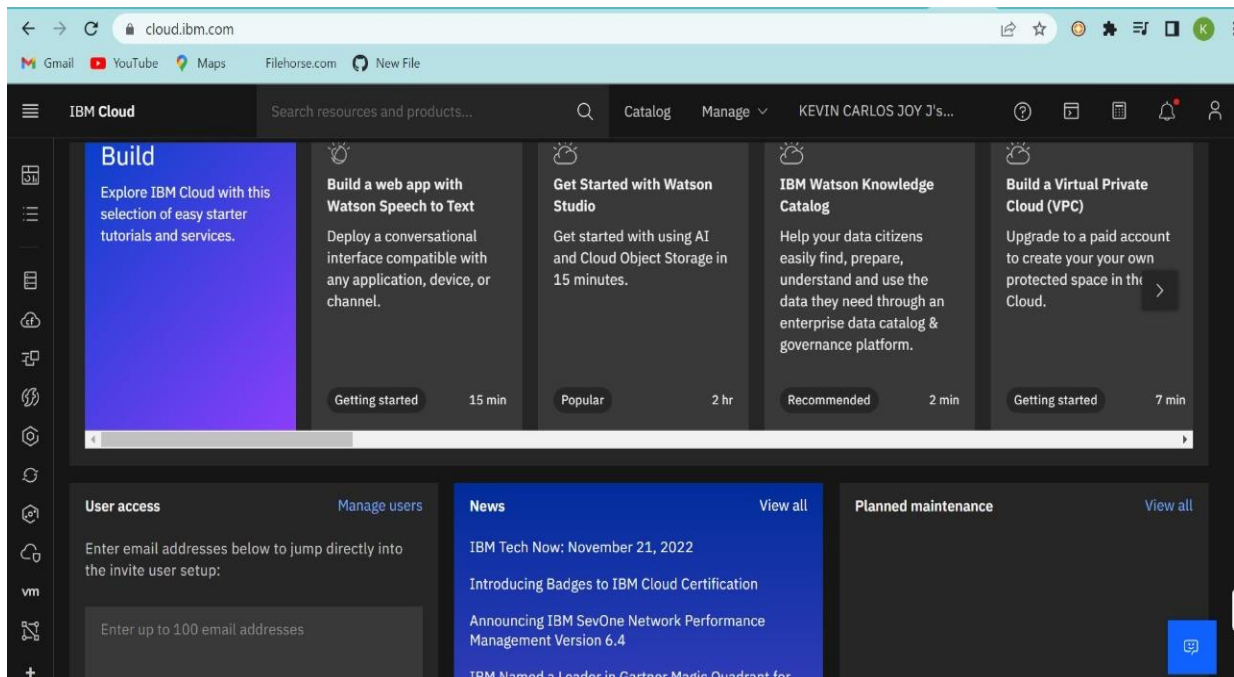 cloud.ibm.com
K
Gmail
YouTube
Maps
Filehorse.com
New File
IBM Cloud
Search resources and products...
Catalog
Manage
KEVIN CARLOS JOY J's...
Build
Explore IBM Cloud with this
selection of easy starter
tutorials and services.
Build a web app with
Watson Speech to Text
Deploy a conversational
interface compatible with
any application, device, or
channel.
Getting started
15 min
Get Started with Watson
Studio
Get started with using AI
and Cloud Object Storage in
15 minutes.
Popular
2 hr
IBM Watson Knowledge
Catalog
Help your data citizens
easily find, prepare,
understand and use the
data they need through an
enterprise data catalog &
governance platform.
Recommended
2 min
Build a Virtual Private
Cloud (VPC)
Upgrade to a paid account
to create your your own
protected space in the
Cloud.
Getting started
7 min
vm
User access
Manage users
Enter email addresses below to jump directly into
the invite user setup:
Enter up to 100 email addresses
News
View all
IBM Tech Now: November 21, 2022
Introducing Badges to IBM Cloud Certification
Announcing IBM SevOne Network Performance
Management Version 6.4
IBM Named a Leader in Gartner Magic Quadrant for
Planned maintenance
View all